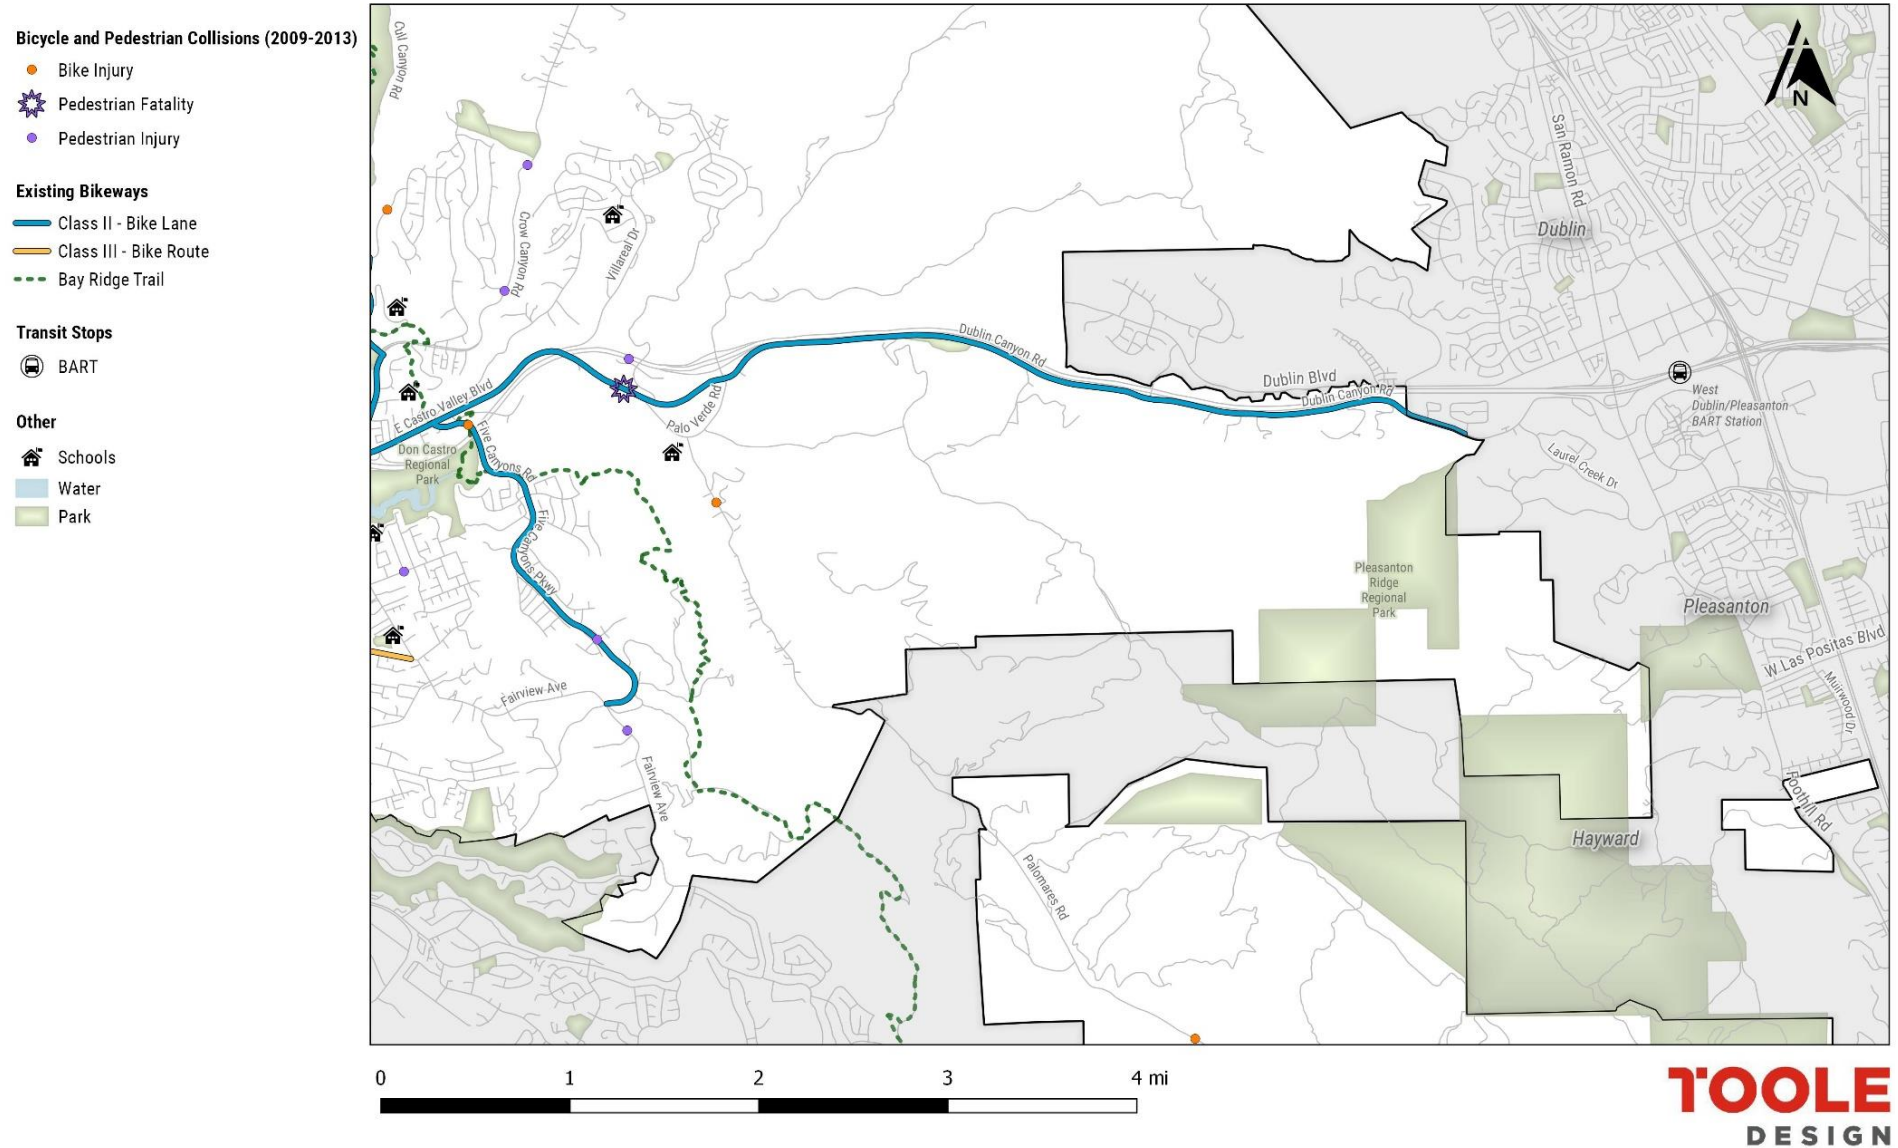 Bicycle and Pedestrian Collisions (2009-2013)
Bike Injury
Pedestrian Fatality
Pedestrian Injury
Existing Bikeways
Class II - Bike Lane
Class III - Bike Route
Bay Ridge Trail
Transit Stops
BART
Other
Schools
Water
Park
Cull Canyon Rd
Crow Canyon Rd
Villareal Dr
San Ramon Rd
Dublin
N
Dublin Canyon Rd
Dublin Blvd
Dublin Canyon Rd
West
Dublin/Pleasanton
BART Station
E Castro Valley Blvd
Palo Verde Rd
Five Canyons Rd
Don Castro
Regional
Park
Laurel Creek Dr
Five Canyons Pkwy
Pleasanton
Ridge
Regional
Park
Pleasanton
W Las Positas Blvd
Muirwood Dr
Fairview Ave
Fairview Ave
Foothill Rd
Hayward
Palomares Rd
0 1 2 3 4 mi
TOOLE
DESIGN